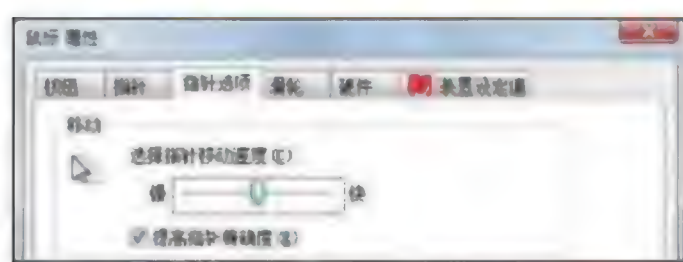 鼠标 属性
指针 指针选项 滑轮 硬件 装置设定值
移动
选择指针移动速度(C)
慢 快
提高指针精确度(E)